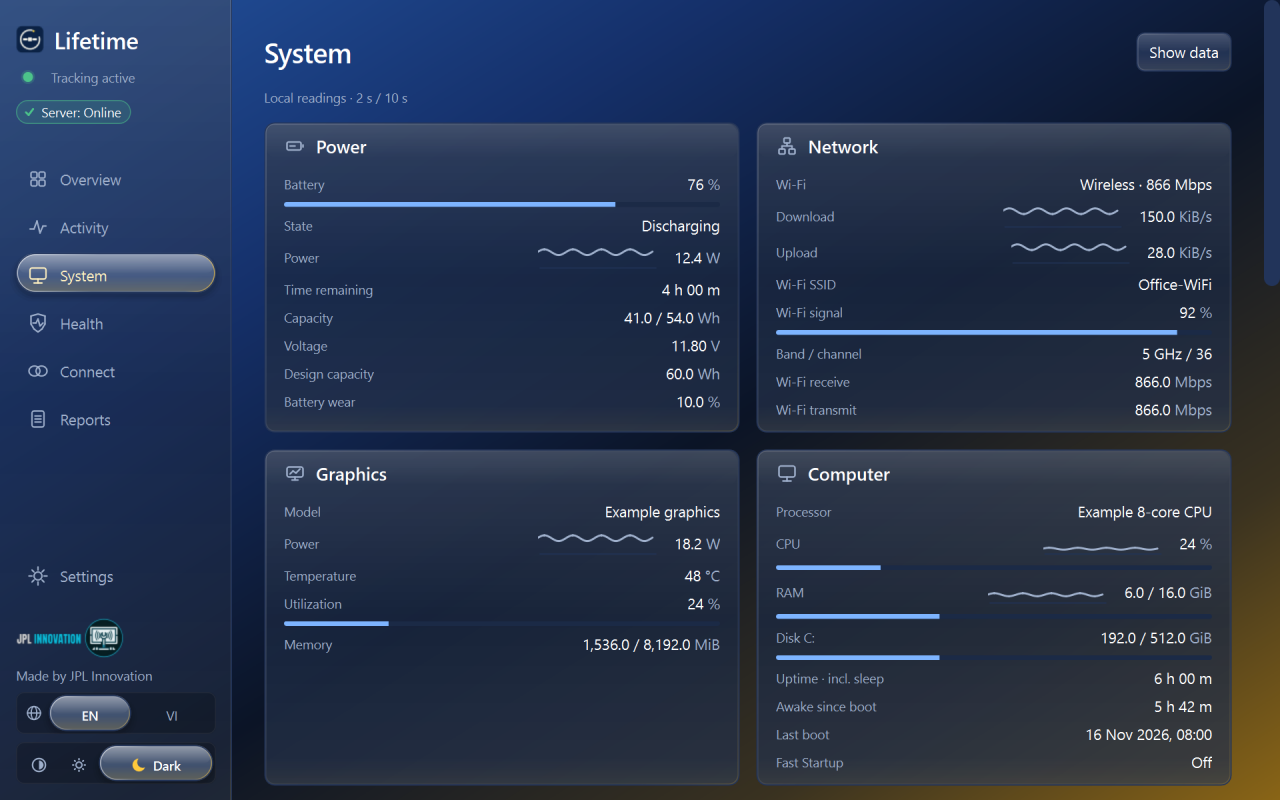 Lifetime
Tracking active
Server: Online
Overview
Activity
System
Health
Connect
Reports
Settings
JPL INNOVATION
Made by JPL Innovation
EN
VI
Dark
System
Show data
Local readings · 2 s / 10 s
Power
Battery 76 %
State Discharging
Power 12.4 W
Time remaining 4 h 00 m
Capacity 41.0 / 54.0 Wh
Voltage 11.80 V
Design capacity 60.0 Wh
Battery wear 10.0 %
Network
Wi-Fi Wireless · 866 Mbps
Download 150.0 KiB/s
Upload 28.0 KiB/s
Wi-Fi SSID Office-WiFi
Wi-Fi signal 92 %
Band / channel 5 GHz / 36
Wi-Fi receive 866.0 Mbps
Wi-Fi transmit 866.0 Mbps
Graphics
Model Example graphics
Power 18.2 W
Temperature 48 °C
Utilization 24 %
Memory 1,536.0 / 8,192.0 MiB
Computer
Processor Example 8-core CPU
CPU 24 %
RAM 6.0 / 16.0 GiB
Disk C: 192.0 / 512.0 GiB
Uptime · incl. sleep 6 h 00 m
Awake since boot 5 h 42 m
Last boot 16 Nov 2026, 08:00
Fast Startup Off